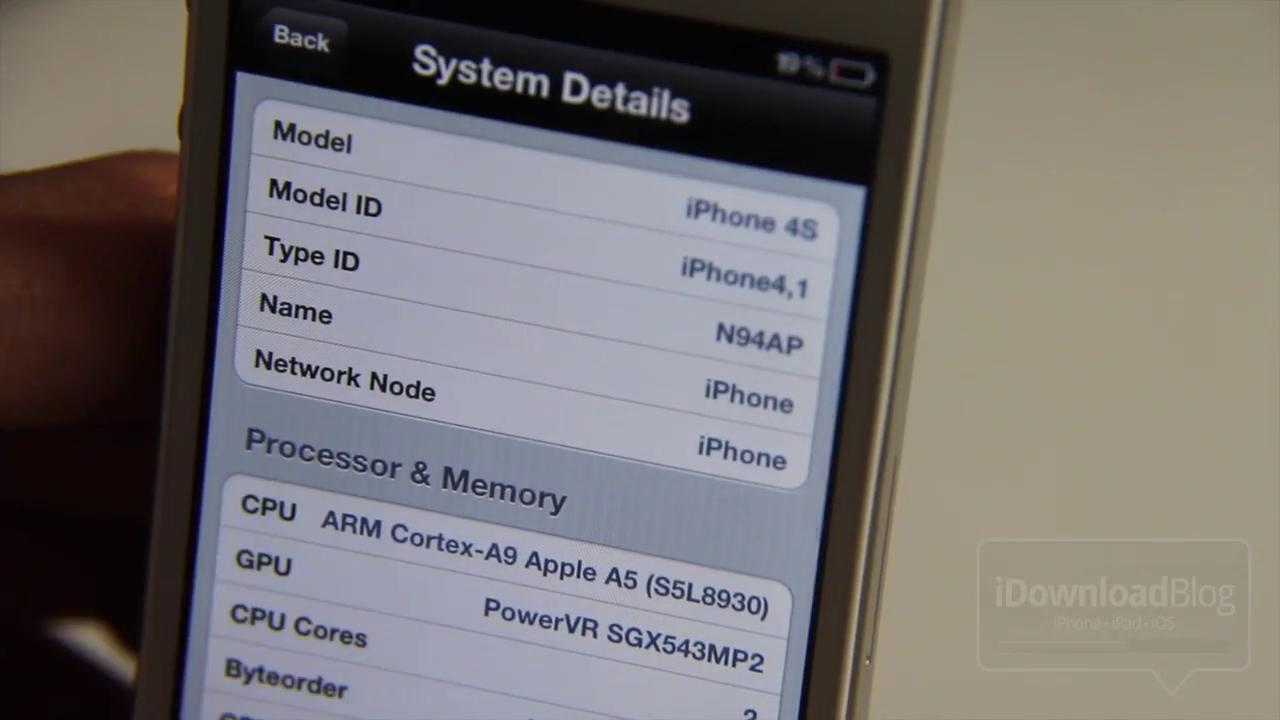 Back
19%
System Details
Model
iPhone 4S
Model ID
iPhone4,1
Type ID
N94AP
Name
iPhone
Network Node
iPhone
Processor & Memory
CPU ARM Cortex-A9 Apple A5 (S5L8930)
GPU
PowerVR SGX543MP2
CPU Cores
2
Byteorder
iDownloadBlog
iPhone • iPad • iOS